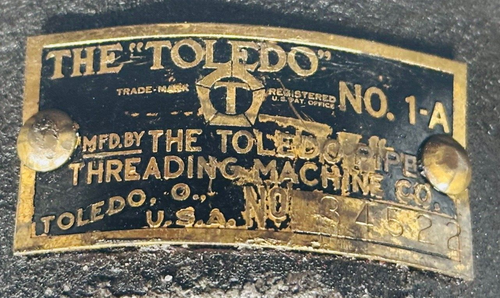 THE "TOLEDO"
TRADE-MARK T REGISTERED U.S. PAT. OFFICE NO. 1-A
MFD. BY THE TOLEDO PIPE
THREADING MACHINE CO.
TOLEDO, O., U.S.A. NO 34522